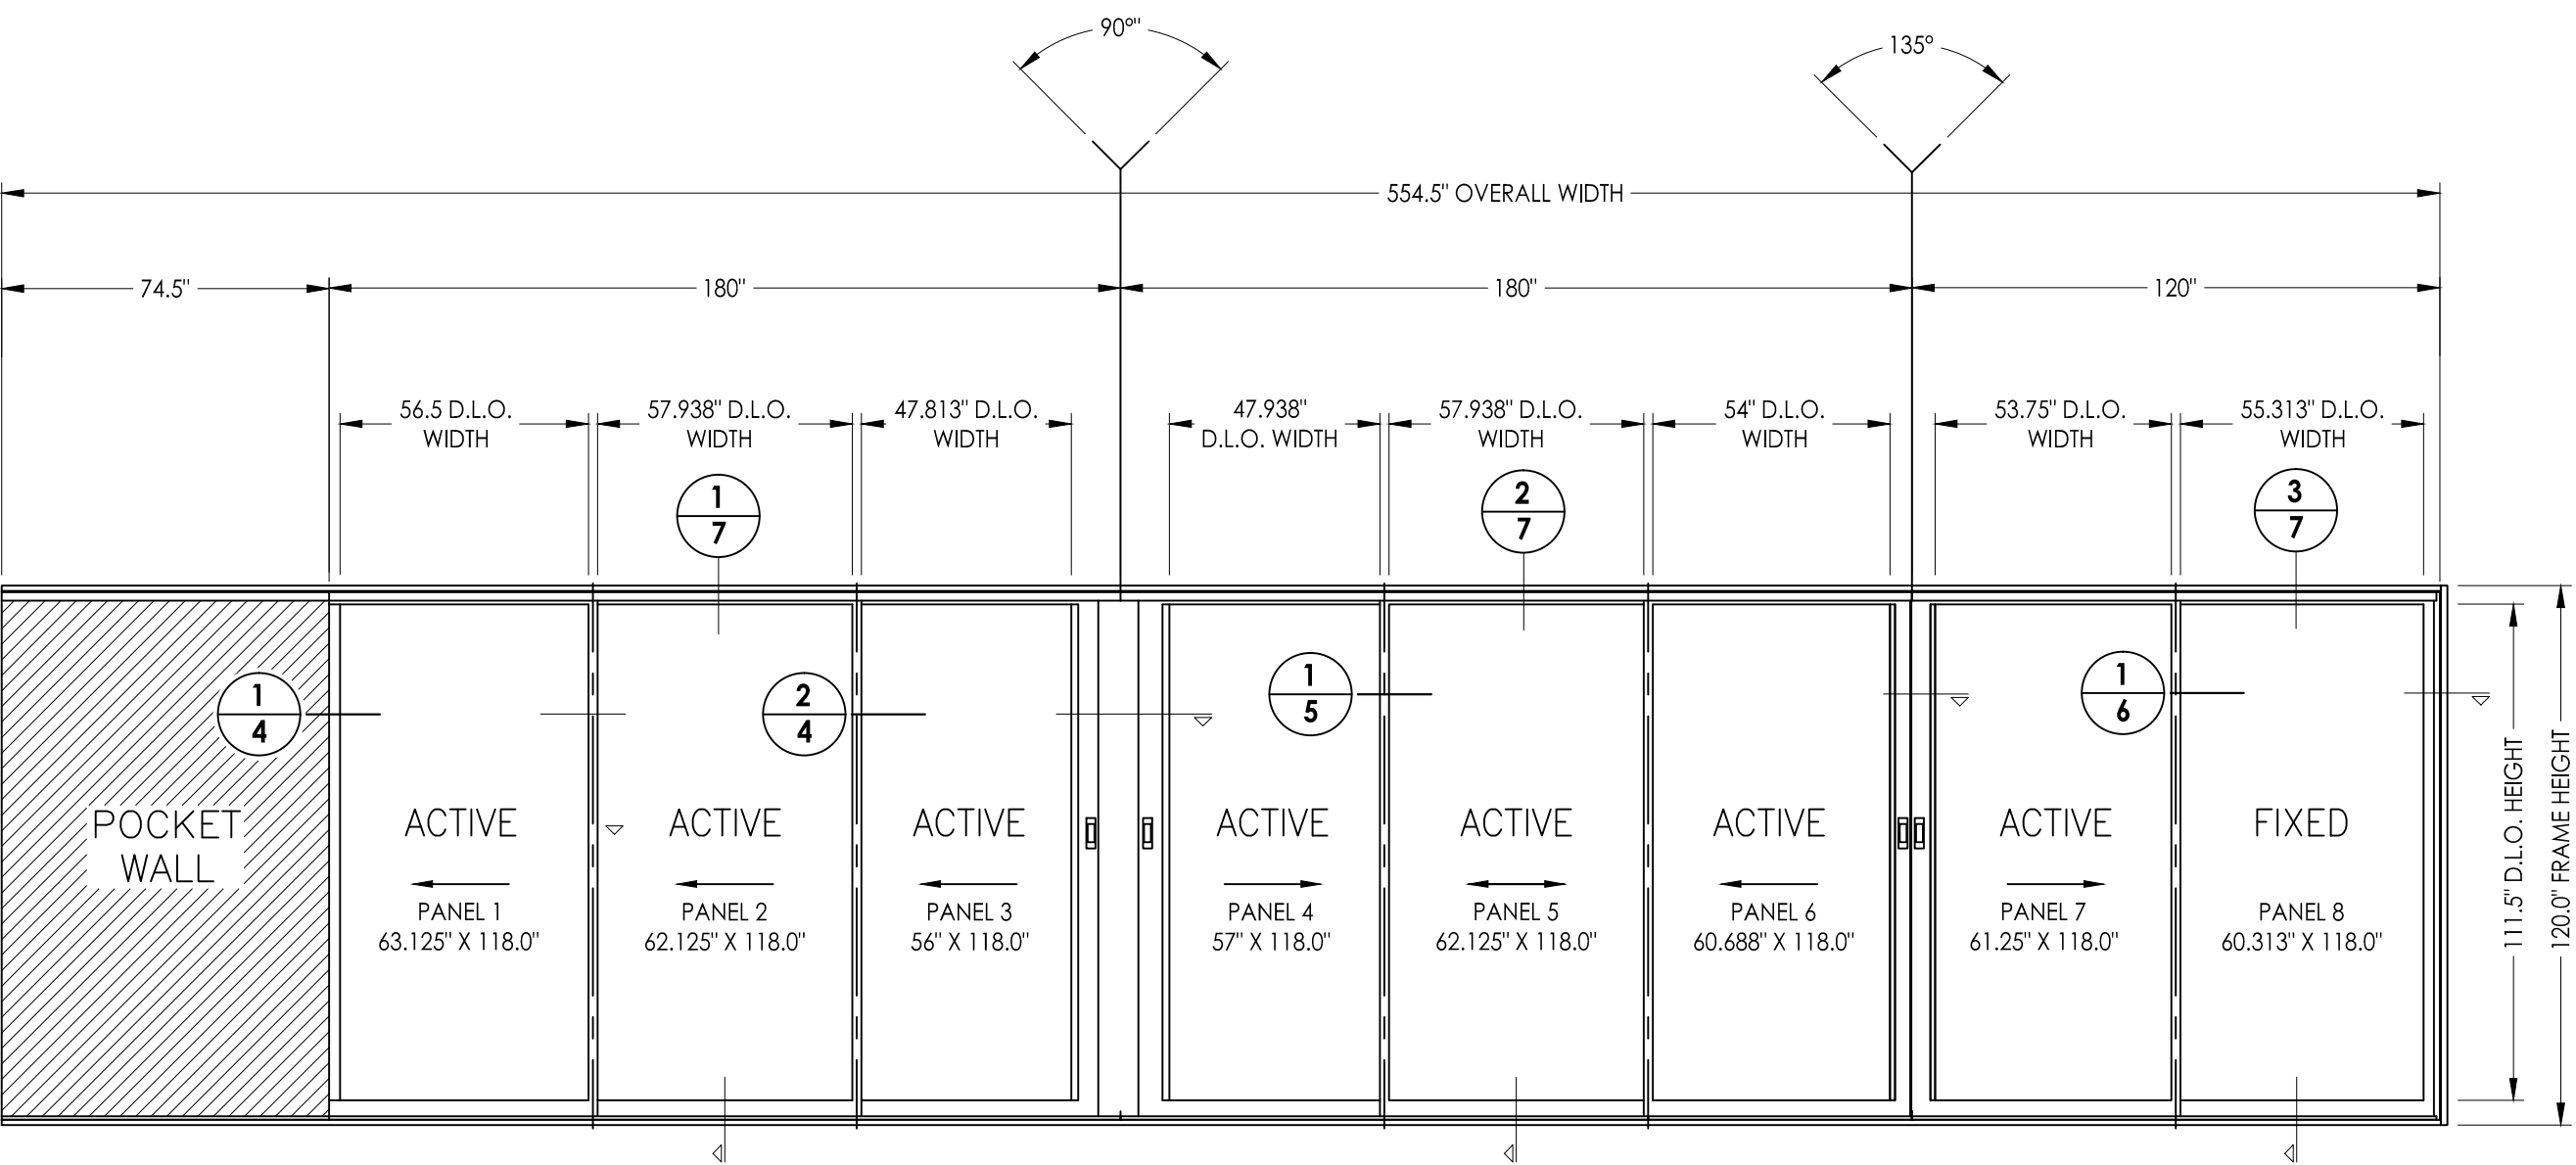 90°"
135°
554.5" OVERALL WIDTH
74.5"
180"
180"
120"
56.5 D.L.O.
WIDTH
57.938" D.L.O.
WIDTH
47.813" D.L.O.
WIDTH
47.938"
D.L.O. WIDTH
57.938" D.L.O.
WIDTH
54" D.L.O.
WIDTH
53.75" D.L.O.
WIDTH
55.313" D.L.O.
WIDTH
1
7
2
7
3
7
1
4
2
4
1
5
1
6
POCKET
WALL
ACTIVE
PANEL 1
63.125" X 118.0"
ACTIVE
PANEL 2
62.125" X 118.0"
ACTIVE
PANEL 3
56" X 118.0"
ACTIVE
PANEL 4
57" X 118.0"
ACTIVE
PANEL 5
62.125" X 118.0"
ACTIVE
PANEL 6
60.688" X 118.0"
ACTIVE
PANEL 7
61.25" X 118.0"
FIXED
PANEL 8
60.313" X 118.0"
111.5" D.L.O. HEIGHT
120.0" FRAME HEIGHT